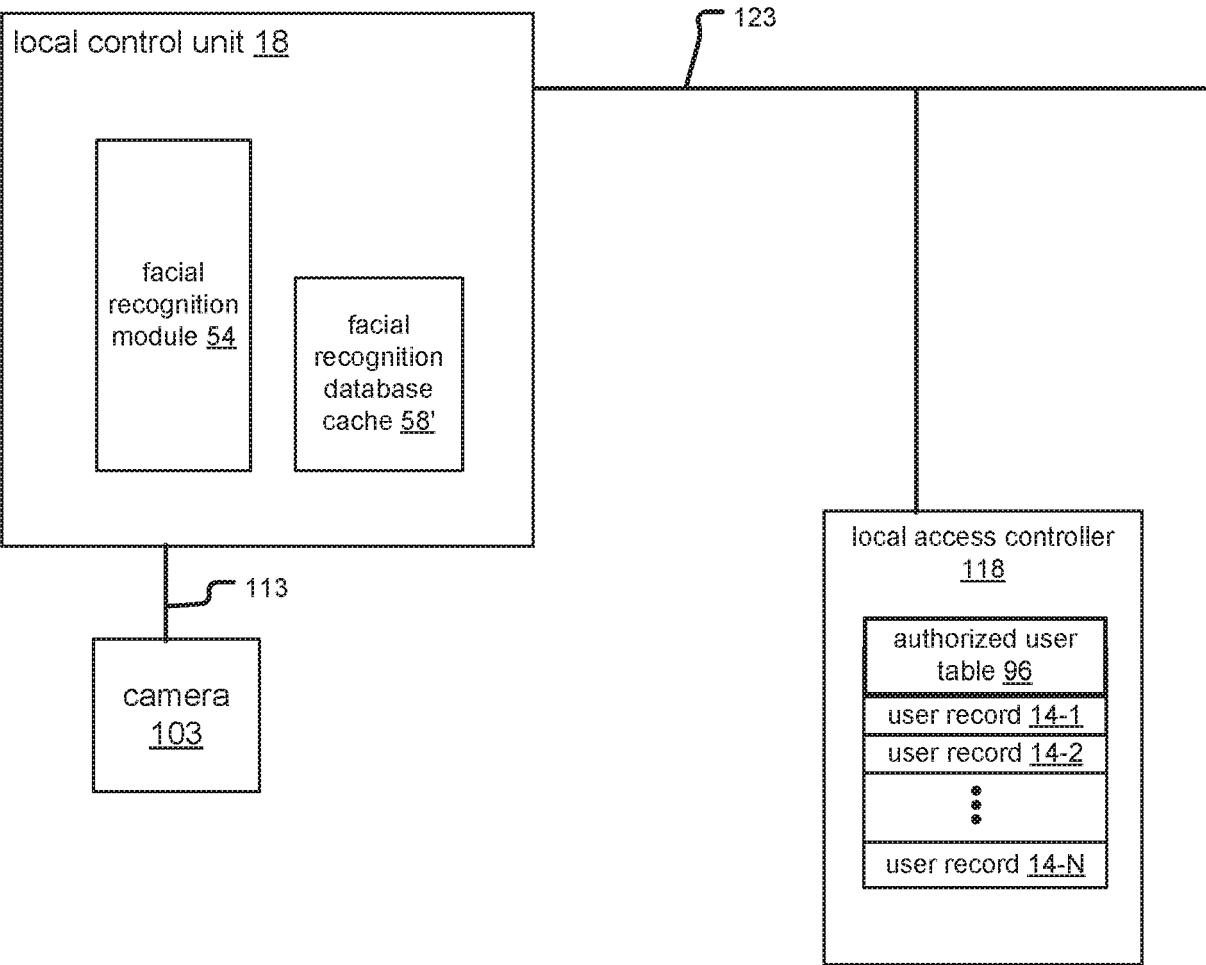 123
local control unit 18
facial
recognition
module 54
facial
recognition
database
cache 58'
113
camera
103
local access controller
118
authorized user
table 96
user record 14-1
user record 14-2
user record 14-N